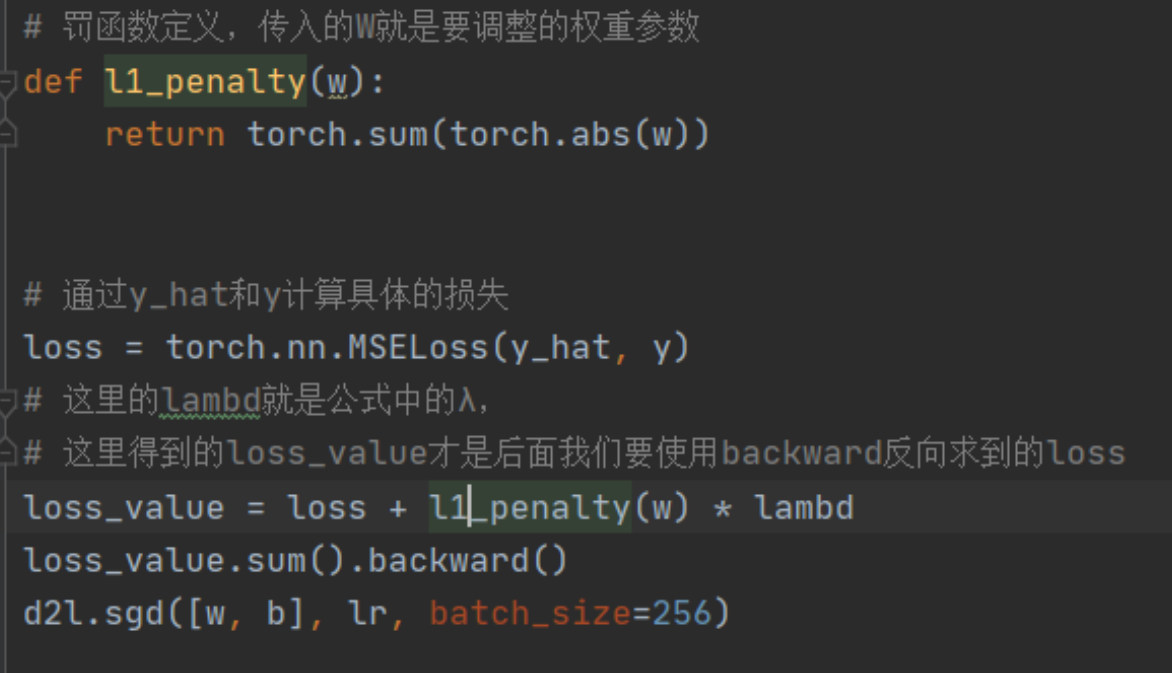 # 罚函数定义，传入的W就是要调整的权重参数
def l1_penalty(w):
    return torch.sum(torch.abs(w))
# 通过y_hat和y计算具体的损失
loss = torch.nn.MSELoss(y_hat, y)
# 这里的lambd就是公式中的λ，
# 这里得到的loss_value才是后面我们要使用backward反向求到的loss
loss_value = loss + l1_penalty(w) * lambd
loss_value.sum().backward()
d2l.sgd([w, b], lr, batch_size=256)